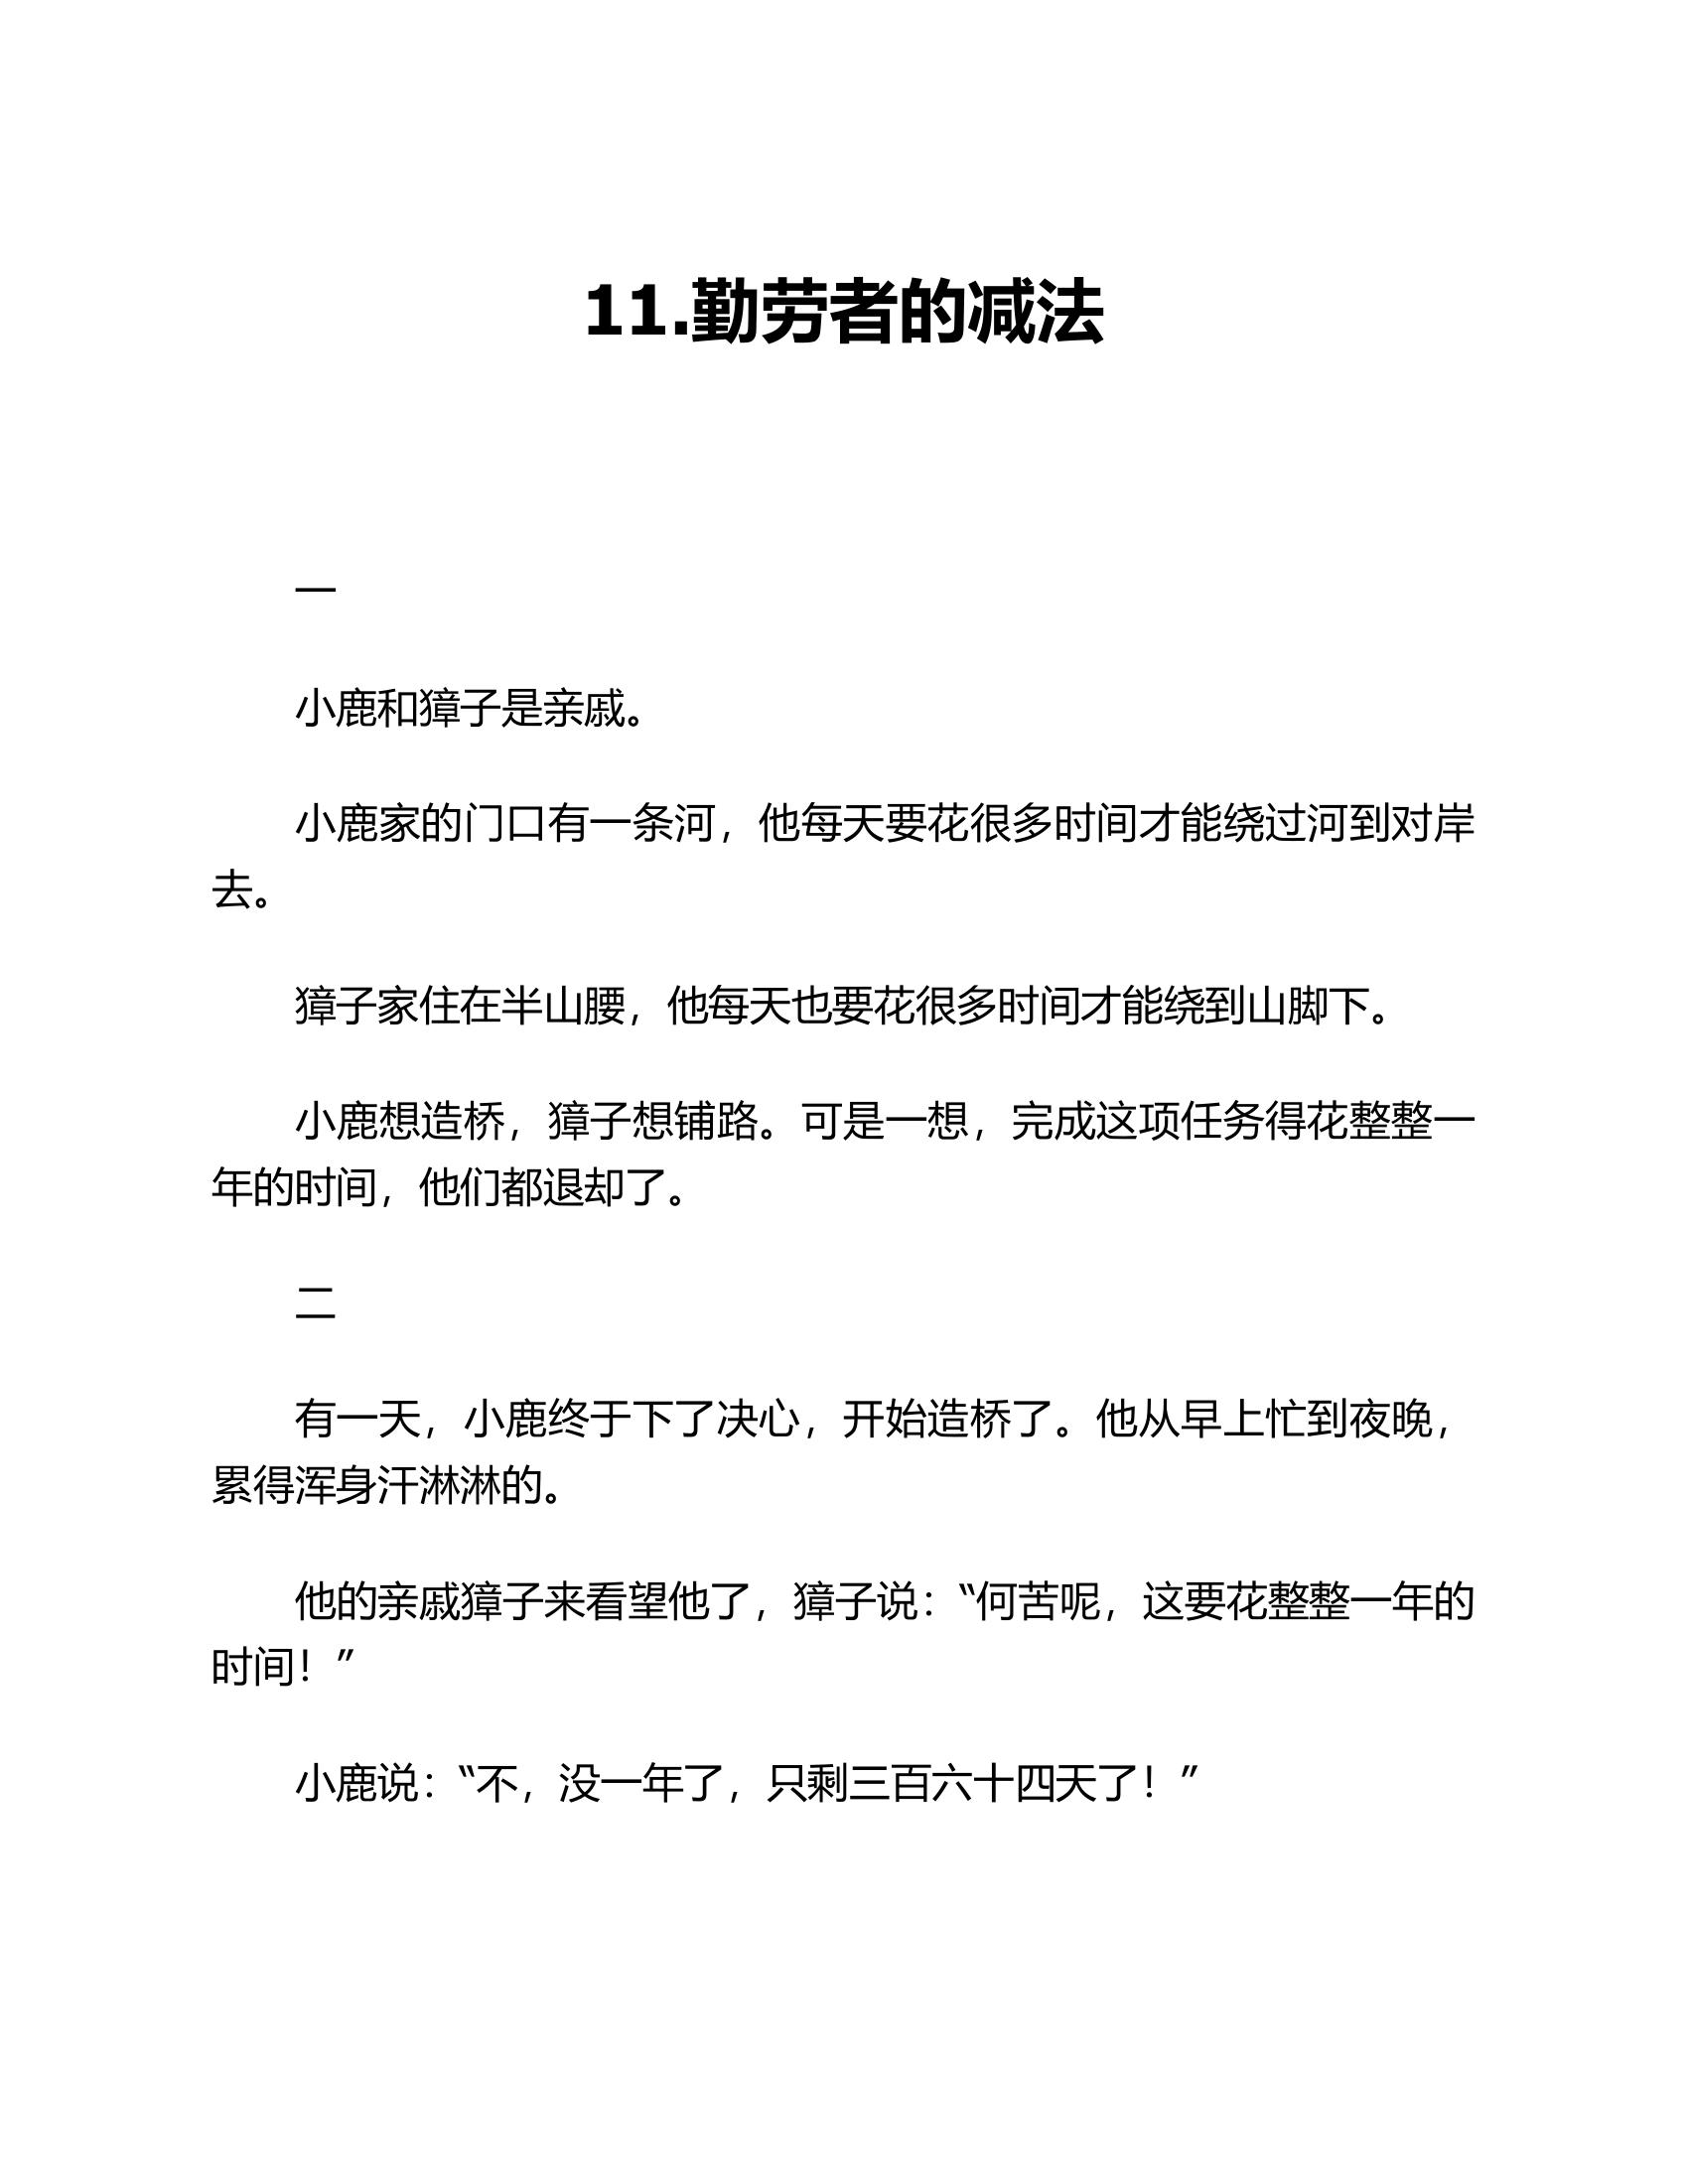 11.勤劳者的减法
一
小鹿和獐子是亲戚。
小鹿家的门口有一条河，他每天要花很多时间才能绕过河到对岸
去。
獐子家住在半山腰，他每天也要花很多时间才能绕到山脚下。
小鹿想造桥，獐子想铺路。可是一想，完成这项任务得花整整一
年的时间，他们都退却了。
二
有一天，小鹿终于下了决心，开始造桥了。他从早上忙到夜晚，
累得浑身汗淋淋的。
他的亲戚獐子来看望他了，獐子说：“何苦呢，这要花整整一年的
时间！”
小鹿说：“不，没一年了，只剩三百六十四天了！”